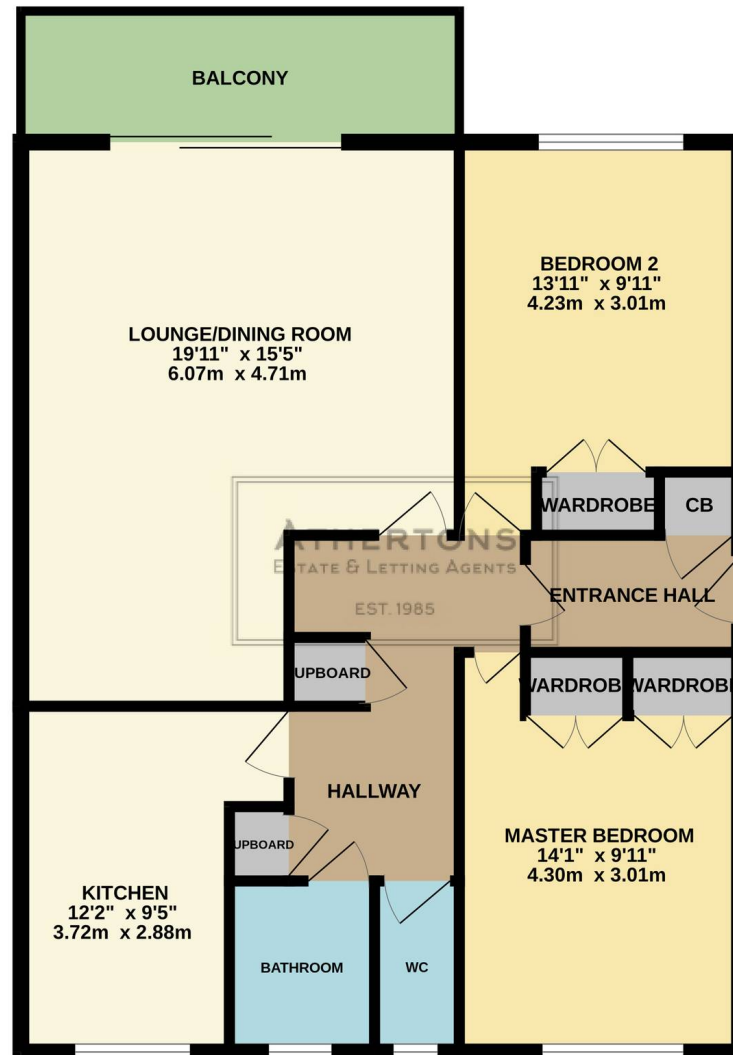 BALCONY
BEDROOM 2
13'11" x 9'11"
4.23m x 3.01m
LOUNGE/DINING ROOM
19'11" x 15'5"
6.07m x 4.71m
WARDROBE
CB
ATHERTONS
ESTATE & LETTING AGENTS
EST. 1985
ENTRANCE HALL
UPBOARD
WARDROBE
WARDROBE
HALLWAY
UPBOARD
MASTER BEDROOM
14'1" x 9'11"
4.30m x 3.01m
KITCHEN
12'2" x 9'5"
3.72m x 2.88m
BATHROOM
WC